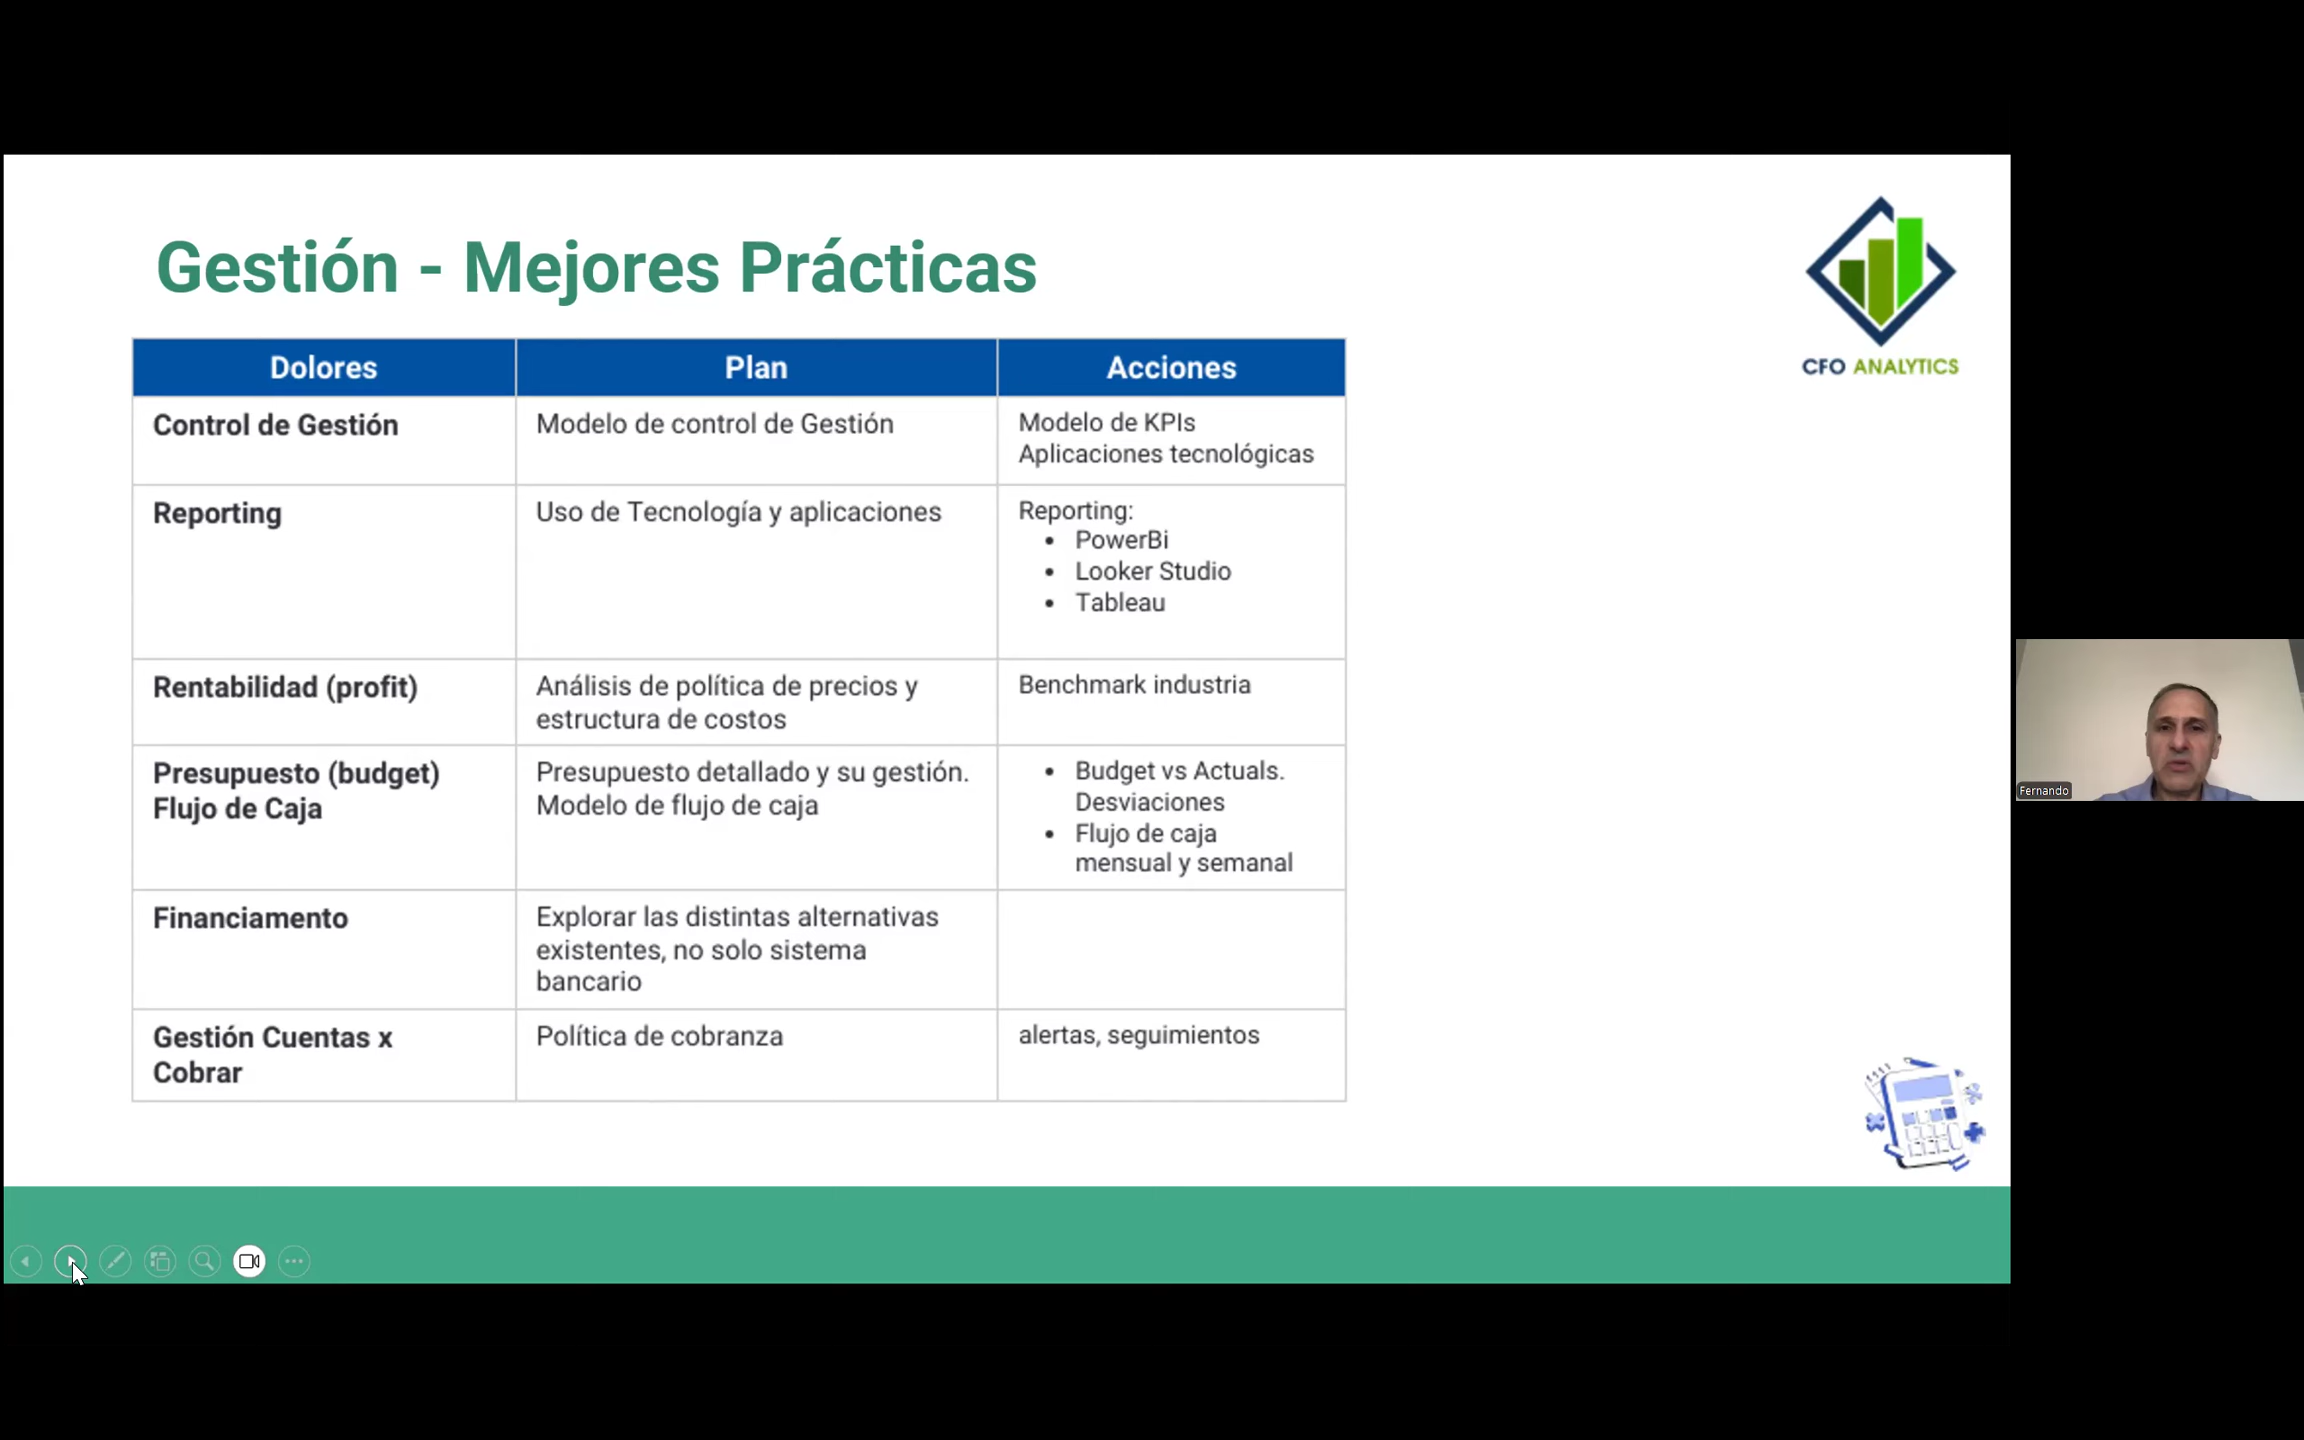 Gestión - Mejores Prácticas
CFO ANALYTICS
Dolores
Plan
Acciones
Control de Gestión
Modelo de control de Gestión
Modelo de KPIs
Aplicaciones tecnológicas
Reporting
Uso de Tecnología y aplicaciones
Reporting:
• PowerBi
• Looker Studio
• Tableau
Rentabilidad (profit)
Análisis de política de precios y
estructura de costos
Benchmark industria
Presupuesto (budget)
Flujo de Caja
Presupuesto detallado y su gestión.
Modelo de flujo de caja
• Budget vs Actuals.
Desviaciones
• Flujo de caja
mensual y semanal
Financiamento
Explorar las distintas alternativas
existentes, no solo sistema
bancario
Gestión Cuentas x
Cobrar
Política de cobranza
alertas, seguimientos
Fernando